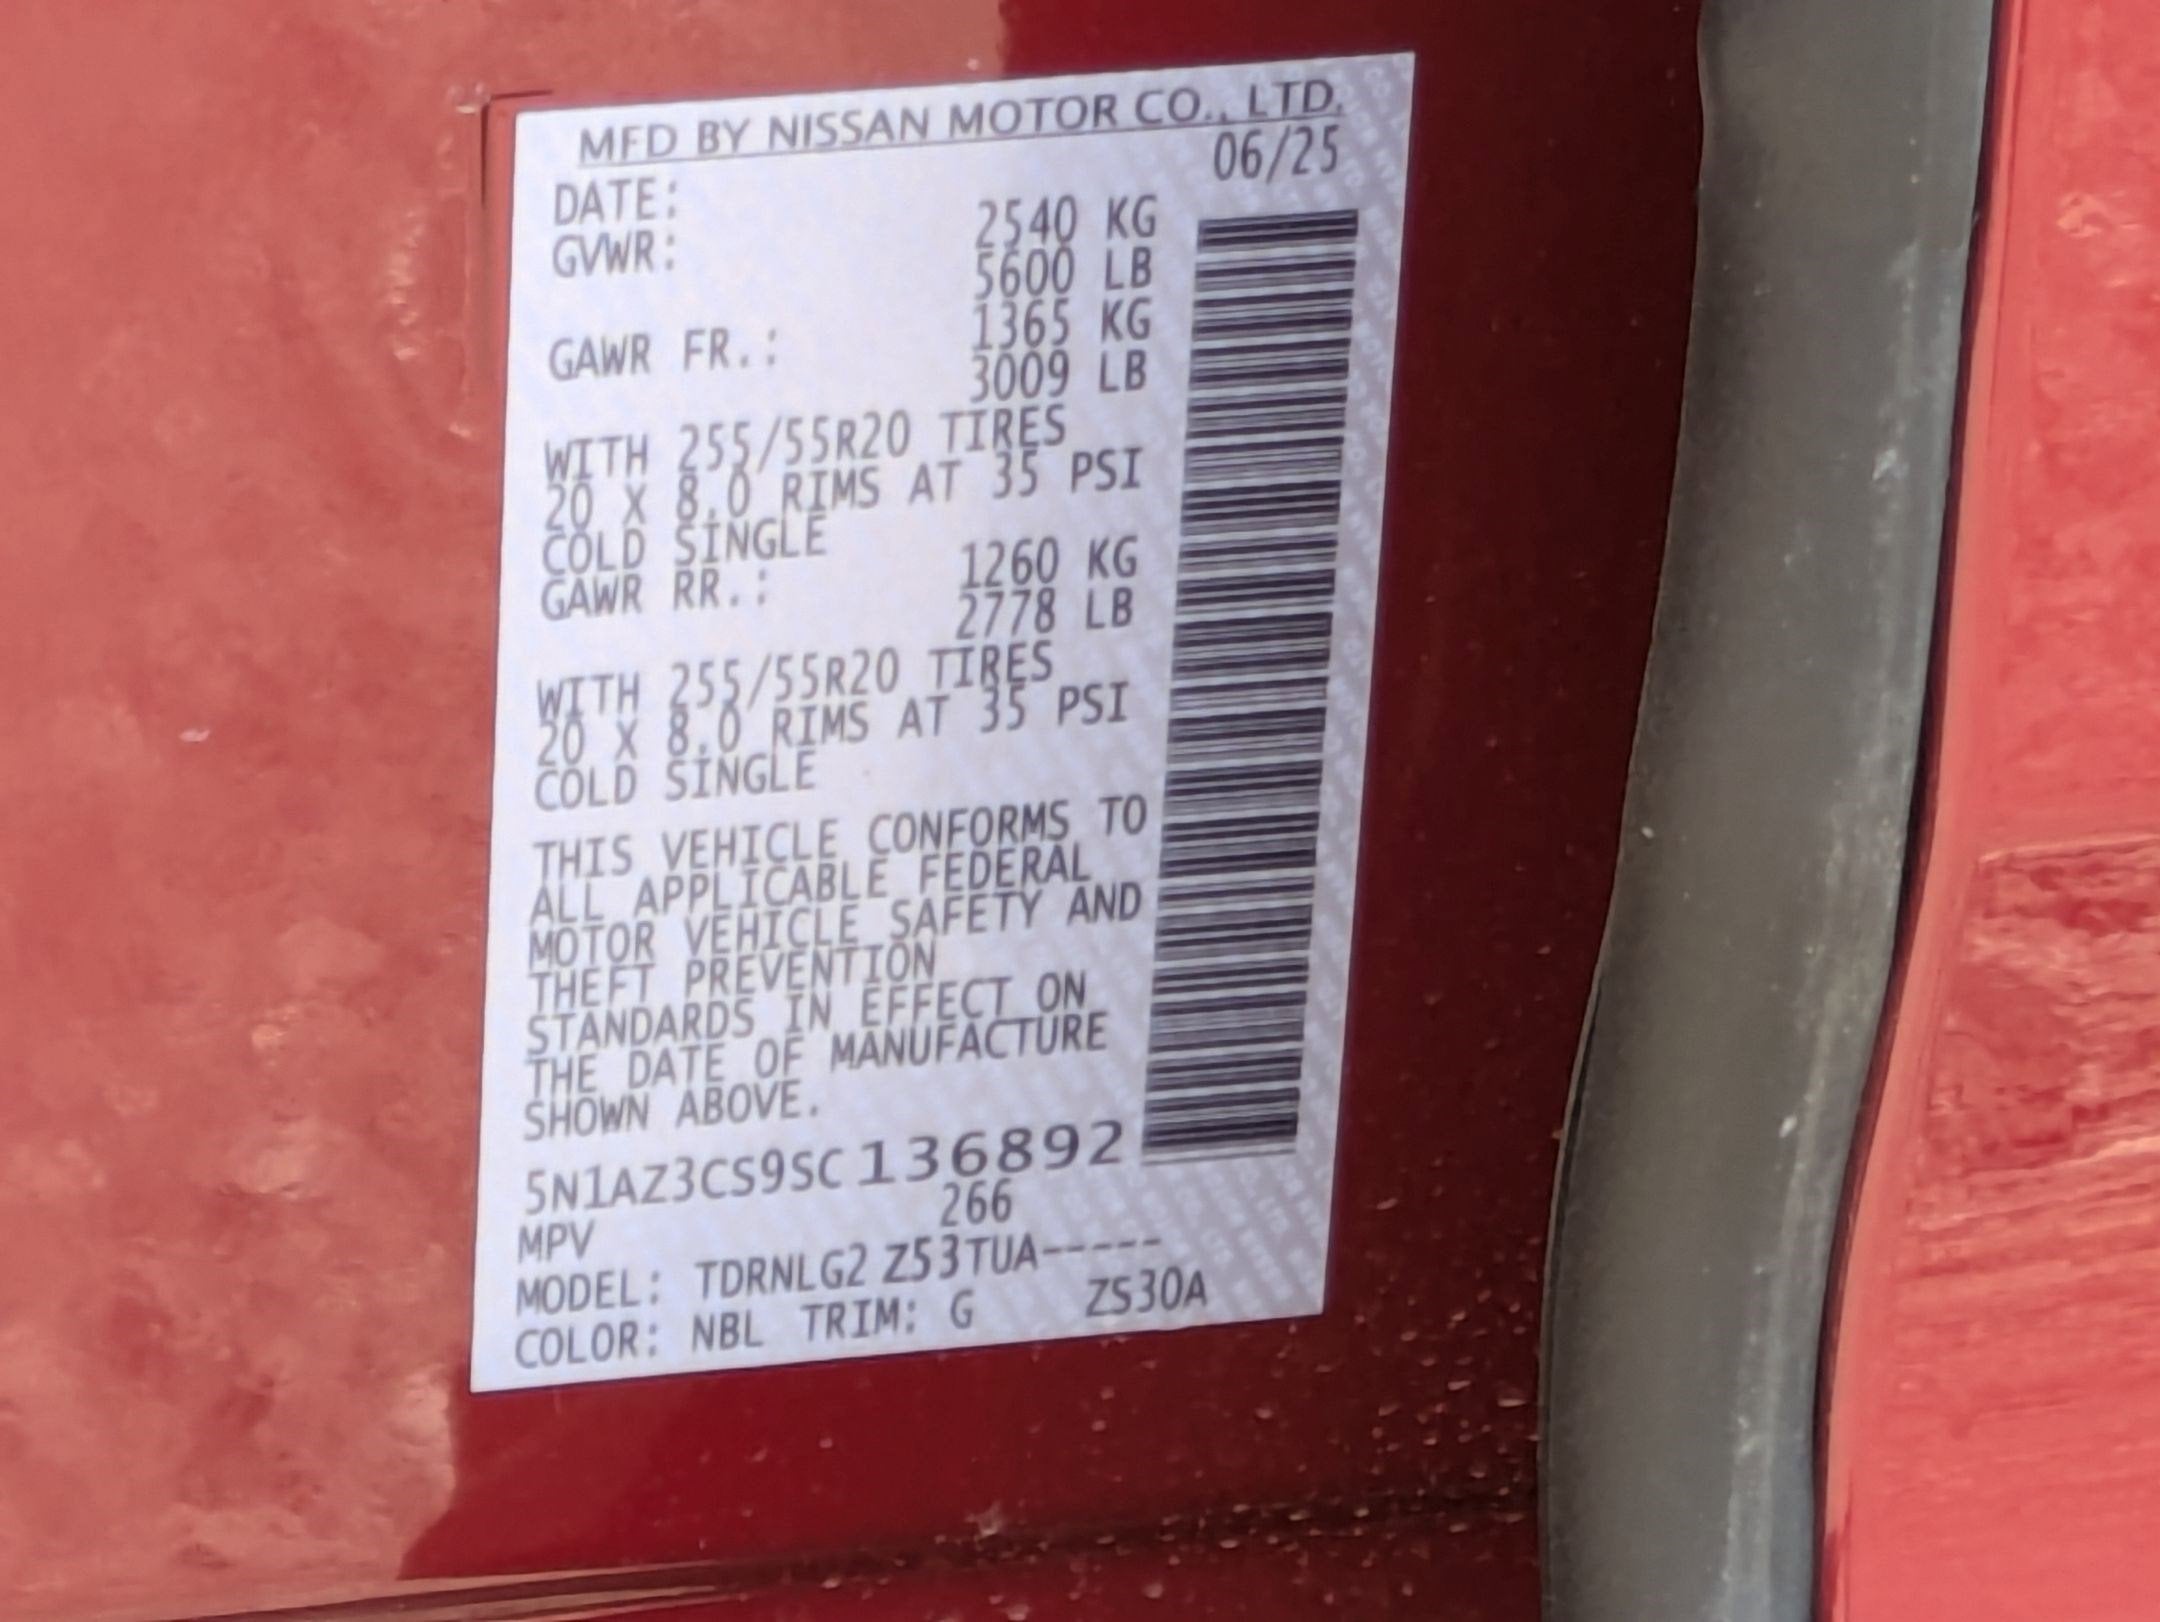 MFD BY NISSAN MOTOR CO., LTD.
DATE: 06/25
GVWR: 2540 KG
5600 LB
GAWR FR.: 1365 KG
3009 LB
WITH 255/55R20 TIRES
20 X 8.0 RIMS AT 35 PSI
COLD SINGLE
GAWR RR.: 1260 KG
2778 LB
WITH 255/55R20 TIRES
20 X 8.0 RIMS AT 35 PSI
COLD SINGLE
THIS VEHICLE CONFORMS TO
ALL APPLICABLE FEDERAL
MOTOR VEHICLE SAFETY AND
THEFT PREVENTION
STANDARDS IN EFFECT ON
THE DATE OF MANUFACTURE
SHOWN ABOVE.
5N1AZ3CS9SC136892
MPV 266
MODEL: TDRNLG2 Z53TUA-----
COLOR: NBL TRIM: G ZS30A